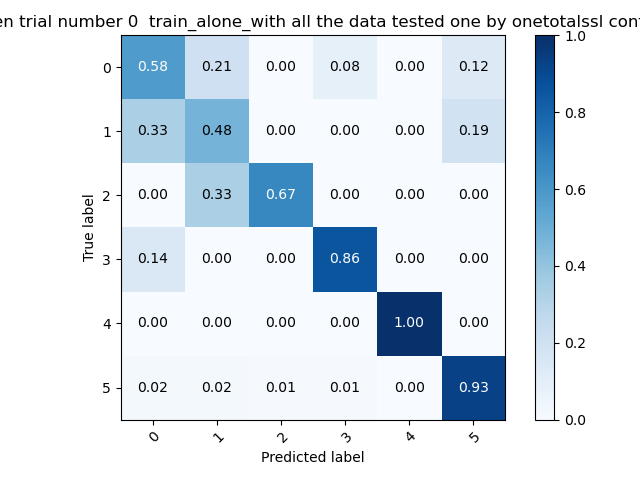 en trial number 0 train_alone_with all the data tested one by onetotalssl con
1.0
0 0.58 0.21 0.00 0.08 0.00 0.12
1 0.33 0.48 0.00 0.00 0.00 0.19
0.8
2 0.00 0.33 0.67 0.00 0.00 0.00
0.6
True label
3 0.14 0.00 0.00 0.86 0.00 0.00
0.4
4 0.00 0.00 0.00 0.00 1.00 0.00
0.2
5 0.02 0.02 0.01 0.01 0.00 0.93
0.0
0 1 2 3 4 5
Predicted label